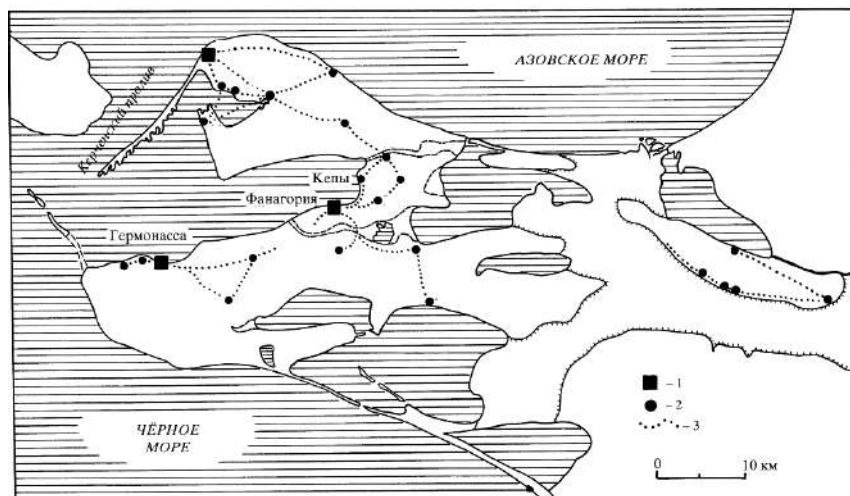 АЗОВСКОЕ МОРЕ
Керченский пролив
Кепы
Фанагория
Гермонасса
– 1
– 2
– 3
0 10 км
ЧЁРНОЕ
МОРЕ